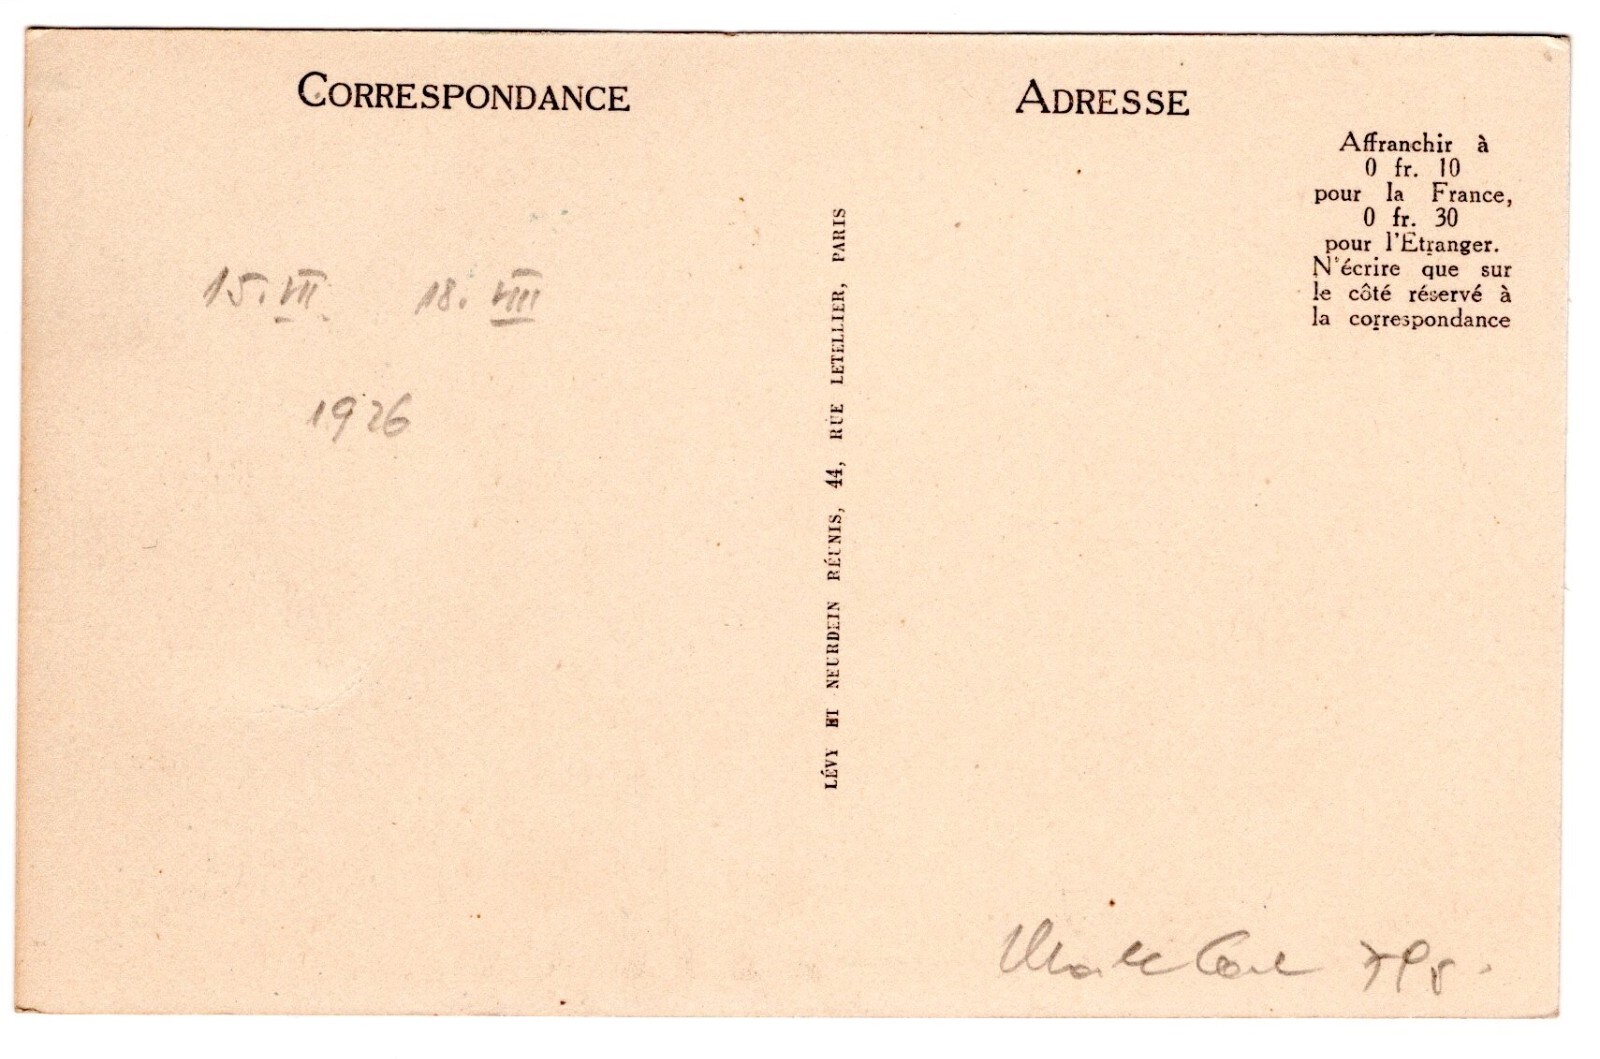 CORRESPONDANCE
ADRESSE
Affranchir à
0 fr. 10
pour la France,
0 fr. 30
pour l'Etranger.
N'écrire que sur
le côté réservé à
la correspondance
LÉVY ET NEURDEIN RÉUNIS, 44, RUE LETELLIER, PARIS
15. VII. 18. VIII
1926